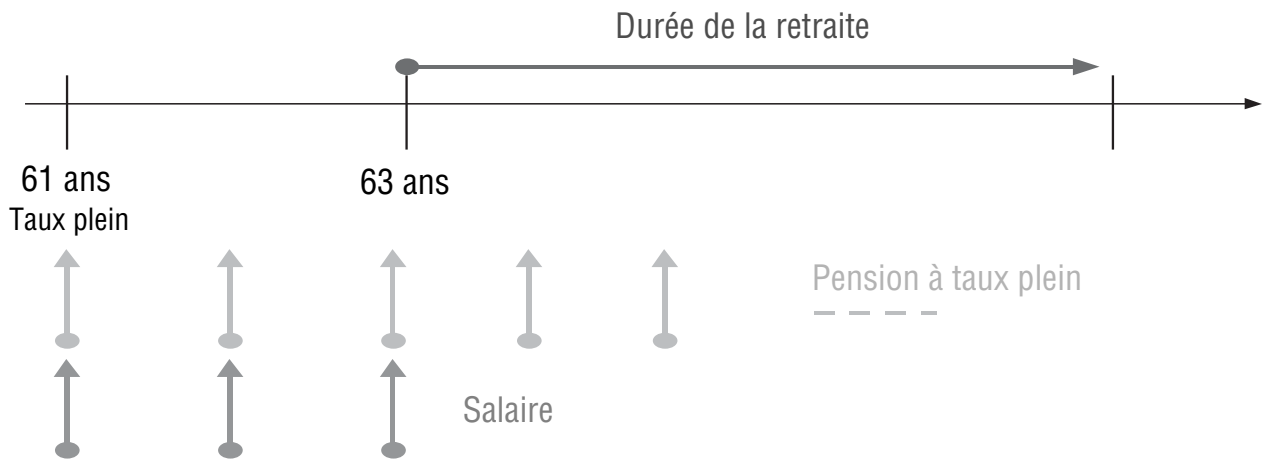 Durée de la retraite
61 ans
Taux plein
63 ans
Pension à taux plein
Salaire